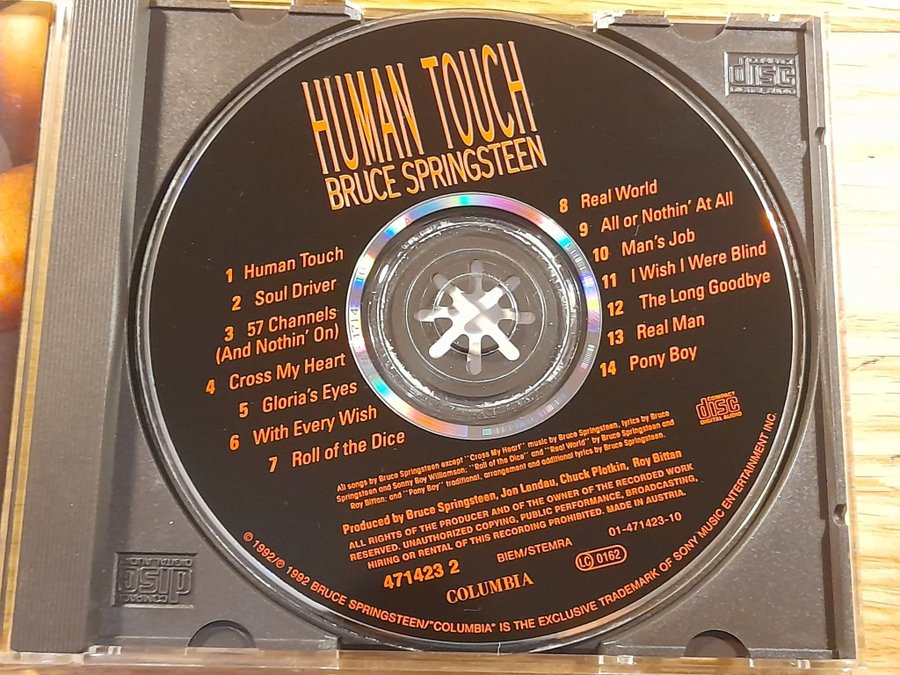 HUMAN TOUCH
BRUCE SPRINGSTEEN
1 Human Touch
2 Soul Driver
3 57 Channels
(And Nothin' On)
4 Cross My Heart
5 Gloria's Eyes
6 With Every Wish
7 Roll of the Dice
8 Real World
9 All or Nothin' At All
10 Man's Job
11 I Wish I Were Blind
12 The Long Goodbye
13 Real Man
14 Pony Boy
COMPACT
disc
DIGITAL AUDIO
All songs by Bruce Springsteen except "Cross My Heart" music by Bruce Springsteen, lyrics by Bruce
Springsteen and Sonny Boy Williamson; "Roll of the Dice" and "Real World" by Bruce Springsteen and
Roy Bittan; and "Pony Boy" traditional, arrangement and additional lyrics by Bruce Springsteen.
Produced by Bruce Springsteen, Jon Landau, Chuck Plotkin, Roy Bittan
ALL RIGHTS OF THE PRODUCER AND OF THE OWNER OF THE RECORDED WORK
RESERVED. UNAUTHORIZED COPYING, PUBLIC PERFORMANCE, BROADCASTING,
HIRING OR RENTAL OF THIS RECORDING PROHIBITED. MADE IN AUSTRIA.
BIEM/STEMRA
01-471423-10
471423 2
LC 0162
COLUMBIA
© 1992/℗ 1992 BRUCE SPRINGSTEEN/"COLUMBIA" IS THE EXCLUSIVE TRADEMARK OF SONY MUSIC ENTERTAINMENT INC.
disc
COMPACT
disc
DIGITAL AUDIO